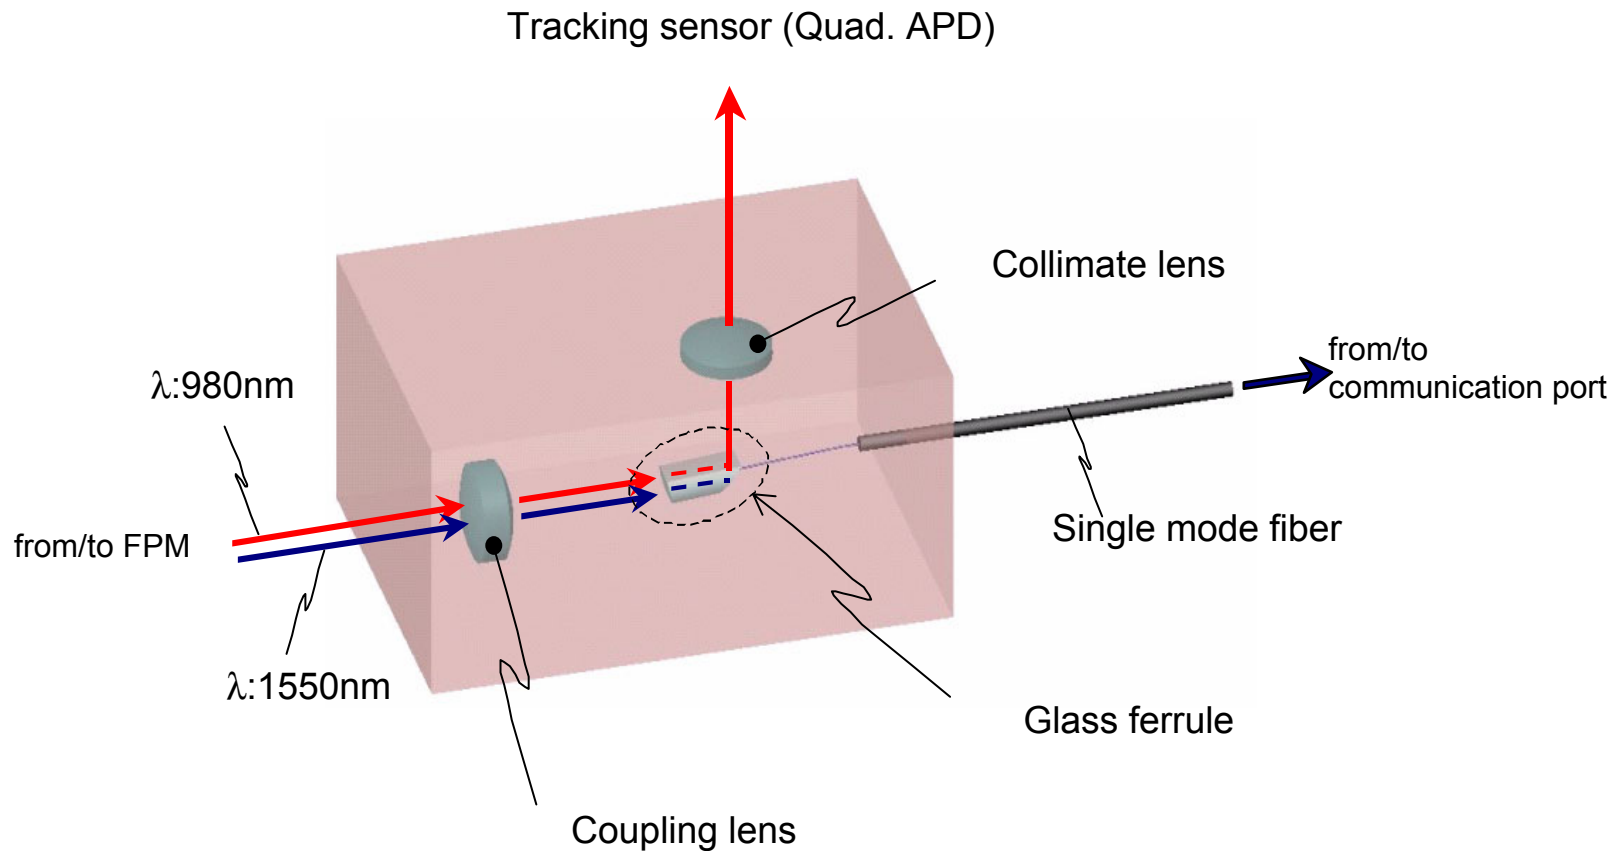 Tracking sensor (Quad. APD)
Collimate lens
from/to
communication port
λ:980nm
Single mode fiber
from/to FPM
λ:1550nm
Glass ferrule
Coupling lens